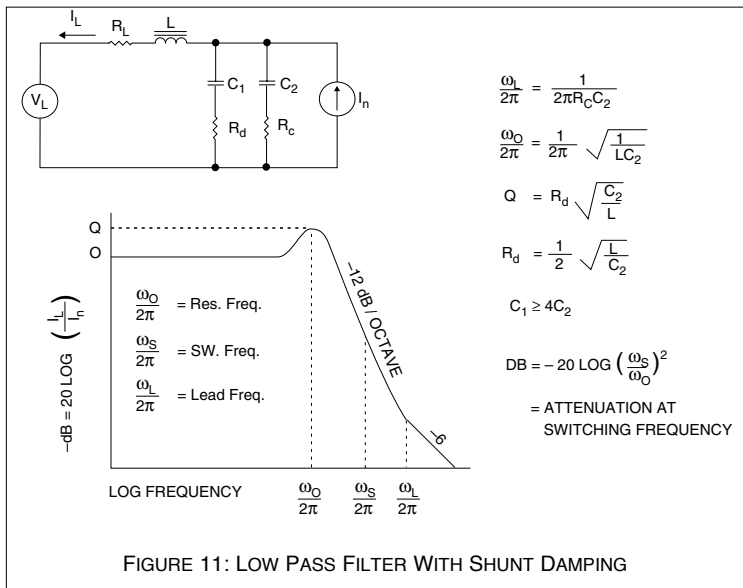 I_L
R_L
L
C_1
C_2
V_L
R_d
R_c
I_n
ω_L/2π = 1/2πR_CC_2
ω_O/2π = 1/2π √(1/LC_2)
Q = R_d √(C_2/L)
R_d = 1/2 √(L/C_2)
C_1 ≥ 4C_2
DB = – 20 LOG (ω_S/ω_O)^2
= ATTENUATION AT
SWITCHING FREQUENCY
Q
O
–12 dB / OCTAVE
–6
–dB = 20 LOG (I_L/I_n)
ω_O/2π = Res. Freq.
ω_S/2π = SW. Freq.
ω_L/2π = Lead Freq.
LOG FREQUENCY
ω_O/2π
ω_S/2π
ω_L/2π
FIGURE 11: LOW PASS FILTER WITH SHUNT DAMPING